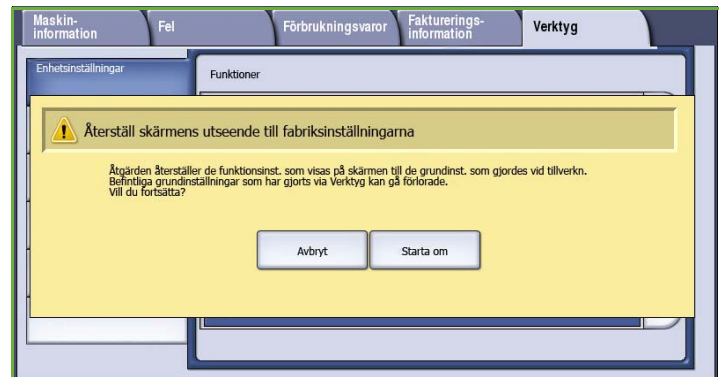 Maskin-
information
Fel
Förbrukningsvaror
Fakturerings-
information
Verktyg
Enhetsinställningar
Funktioner
Återställ skärmens utseende till fabriksinställningarna
Åtgärden återställer de funktionsinst. som visas på skärmen till de grundinst. som gjordes vid tillverkn.
Befintliga grundinställningar som har gjorts via Verktyg kan gå förlorade.
Vill du fortsätta?
Avbryt
Starta om